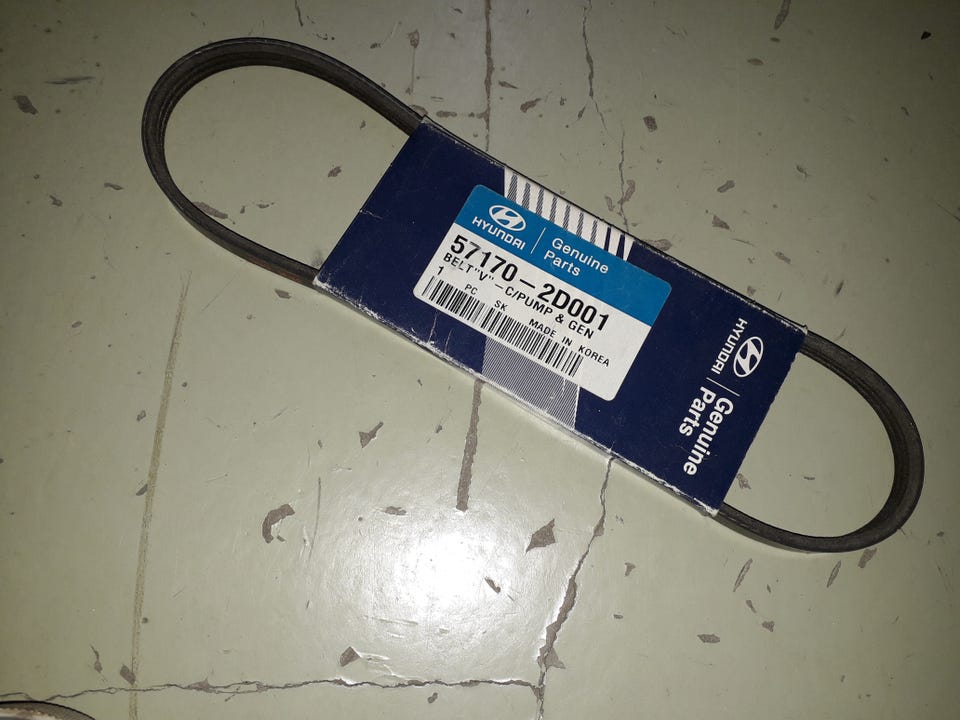 HYUNDAI
Genuine
Parts
57170-2D001
BELT"V"-C/PUMP & GEN
1 PC SK MADE IN KOREA
HYUNDAI
Genuine
Parts